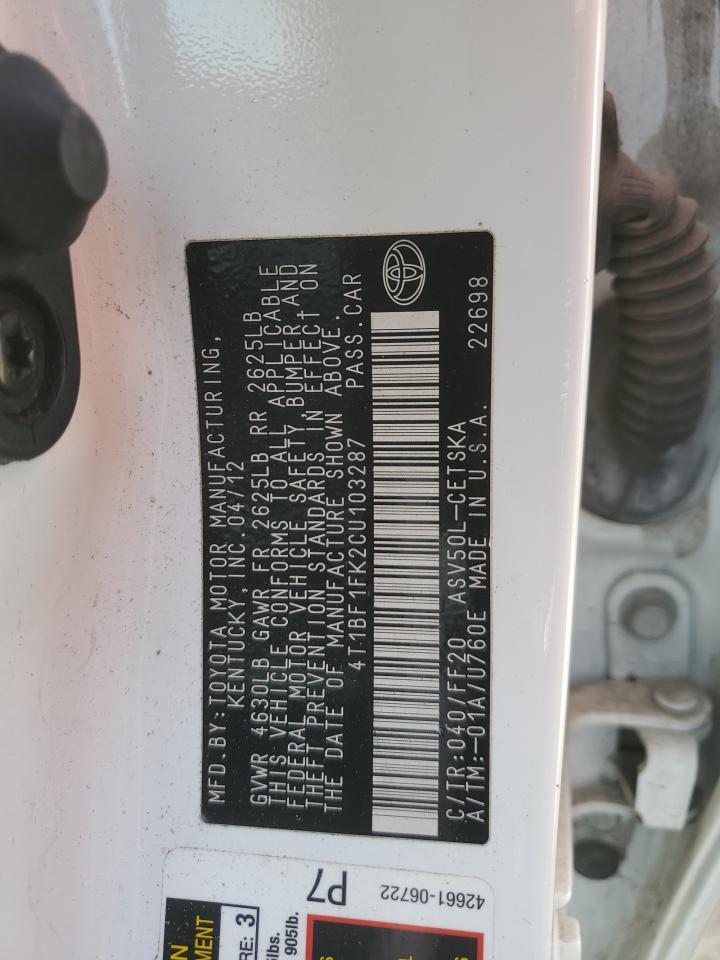 MFD. BY: TOYOTA MOTOR MANUFACTURING,
KENTUCKY, INC. 04/12
GVWR 4630LB GAWR FR 2625LB RR 2625LB
THIS VEHICLE CONFORMS TO ALL APPLICABLE
FEDERAL MOTOR VEHICLE SAFETY, BUMPER, AND
THEFT PREVENTION STANDARDS IN EFFECT ON
THE DATE OF MANUFACTURE SHOWN ABOVE.
4T1BF1FK2CU103287 PASS. CAR
C/TR: 040/FF20 ASV50L-CETSKA
A/TM: -01A/U760E MADE IN U.S.A. 22698
P7
42661-06722
3
905lb.